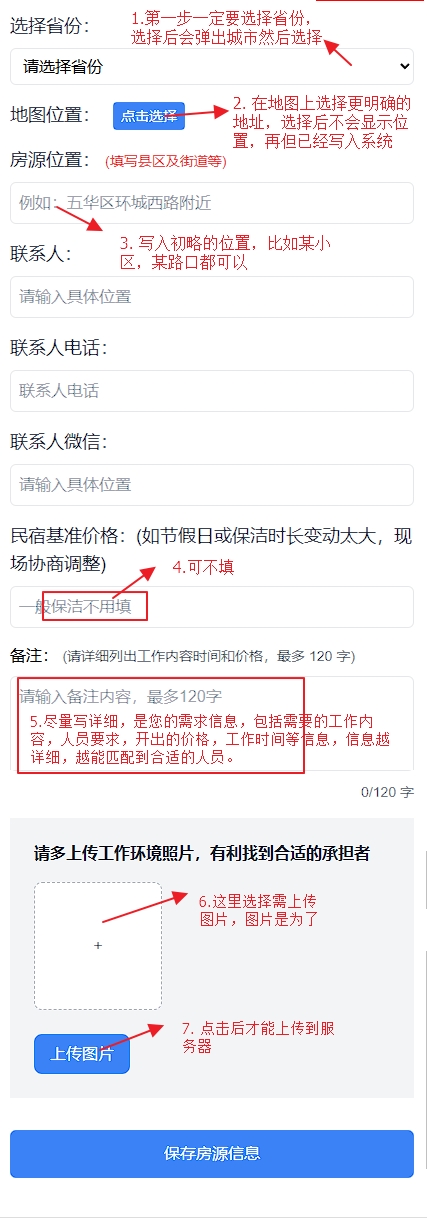 选择省份：
1.第一步一定要选择省份，
选择后会弹出城市然后选择
请选择省份
地图位置：
点击选择
2. 在地图上选择更明确的
地址，选择后不会显示位
置，再但已经写入系统
房源位置： (填写县区及街道等)
例如：五华区环城西路附近
3. 写入初略的位置，比如某小
区，某路口都可以
联系人：
请输入具体位置
联系人电话：
联系人电话
联系人微信：
请输入具体位置
民宿基准价格：(如节假日或保洁时长变动太大，现
场协商调整)
4.可不填
一般保洁不用填
备注： (请详细列出工作内容时间和价格，最多 120 字)
请输入备注内容，最多120字
5.尽量写详细，是您的需求信息，包括需要的工作内
容，人员要求，开出的价格，工作时间等信息，信息越
详细，越能匹配到合适的人员。
0/120 字
请多上传工作环境照片，有利找到合适的承担者
6.这里选择需上传
图片，图片是为了
+
7. 点击后才能上传到服
务器
上传图片
保存房源信息